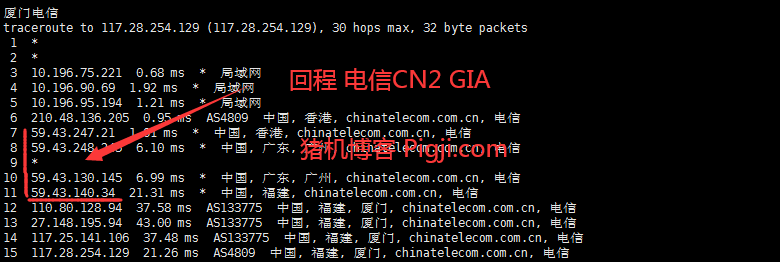 厦门电信
traceroute to 117.28.254.129 (117.28.254.129), 30 hops max, 32 byte packets
1 *
2 *
3 10.196.75.221 0.68 ms * 局域网
4 10.196.90.69 1.92 ms * 局域网
5 10.196.95.194 1.21 ms * 局域网
6 210.48.136.205 0.95 ms AS4809 中国, 香港, chinatelecom.com.cn, 电信
7 59.43.247.21 ms * 中国, 香港, chinatelecom.com.cn, 电信
8 6.10 ms * 中国, 广东, chinatelecom.com.cn, 电信
9 *
10 59.43.130.145 6.99 ms * 中国, 广东, 广州, chinatelecom.com.cn, 电信
11 59.43.140.34 21.31 ms * 中国, 福建, chinatelecom.com.cn, 电信
12 110.80.128.94 37.58 ms AS133775 中国, 福建, 厦门, chinatelecom.com.cn, 电信
13 27.148.195.94 43.00 ms AS133775 中国, 福建, 厦门, chinatelecom.com.cn, 电信
14 117.25.141.106 37.48 ms AS133775 中国, 福建, 厦门, chinatelecom.com.cn, 电信
15 117.28.254.129 21.26 ms AS4809 中国, 福建, 厦门, chinatelecom.com.cn, 电信
回程 电信CN2 GIA
猪机博客 Pigji.com